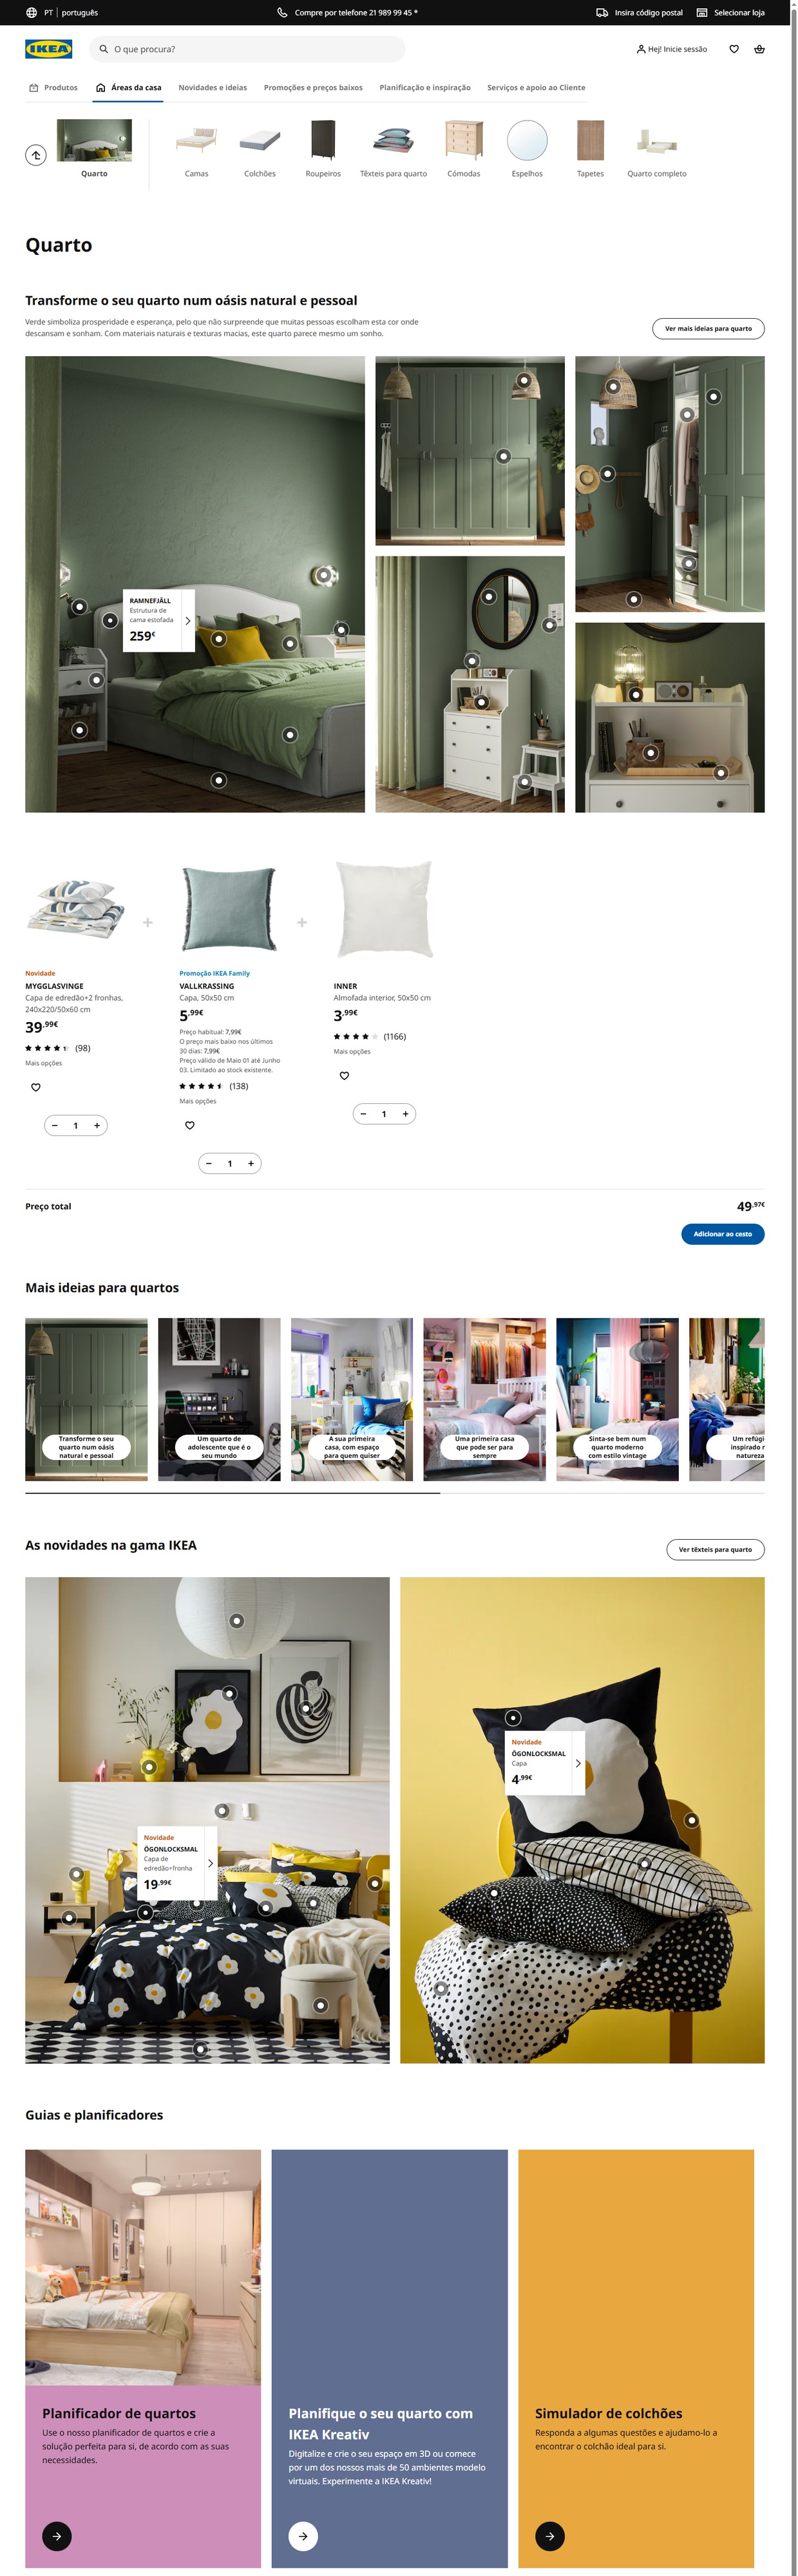 PT | português
Compre por telefone 21 989 99 45 *
Insira código postal
Selecionar loja
IKEA
O que procura?
Hej! Inicie sessão
Produtos
Áreas da casa
Novidades e ideias
Promoções e preços baixos
Planificação e inspiração
Serviços e apoio ao Cliente
Quarto
Camas
Colchões
Roupeiros
Têxteis para quarto
Cómodas
Espelhos
Tapetes
Quarto completo
Quarto
Transforme o seu quarto num oásis natural e pessoal
Verde simboliza prosperidade e esperança, pelo que não surpreende que muitas pessoas escolham esta cor onde
descansam e sonham. Com materiais naturais e texturas macias, este quarto parece mesmo um sonho.
Ver mais ideias para quarto
RAMNEFJÄLL
Estrutura de
cama estofada
259€
Novidade
MYGGLASVINGE
Capa de edredão+2 fronhas,
240x220/50x60 cm
39,99€
(98)
Mais opções
1
Promoção IKEA Family
VALLKRASSING
Capa, 50x50 cm
5,99€
Preço habitual: 7,99€
O preço mais baixo nos últimos
30 dias: 7,99€
Preço válido de Maio 01 até Junho
03. Limitado ao stock existente.
(138)
Mais opções
1
INNER
Almofada interior, 50x50 cm
3,99€
(1166)
Mais opções
1
Preço total
49,97€
Adicionar ao cesto
Mais ideias para quartos
Transforme o seu
quarto num oásis
natural e pessoal
Um quarto de
adolescente que é o
seu mundo
A sua primeira
casa, com espaço
para quem quiser
Uma primeira casa
que pode ser para
sempre
Sinta-se bem num
quarto moderno
com estilo vintage
Um refúgi
inspirado r
natureza
As novidades na gama IKEA
Ver têxteis para quarto
Novidade
ÖGONLOCKSMAL
Capa de
edredão+fronha
19,99€
Novidade
ÖGONLOCKSMAL
Capa
4,99€
Guias e planificadores
Planificador de quartos
Use o nosso planificador de quartos e crie a
solução perfeita para si, de acordo com as suas
necessidades.
Planifique o seu quarto com
IKEA Kreativ
Digitalize e crie o seu espaço em 3D ou comece
por um dos nossos mais de 50 ambientes modelo
virtuais. Experimente a IKEA Kreativ!
Simulador de colchões
Responda a algumas questões e ajudamo-lo a
encontrar o colchão ideal para si.